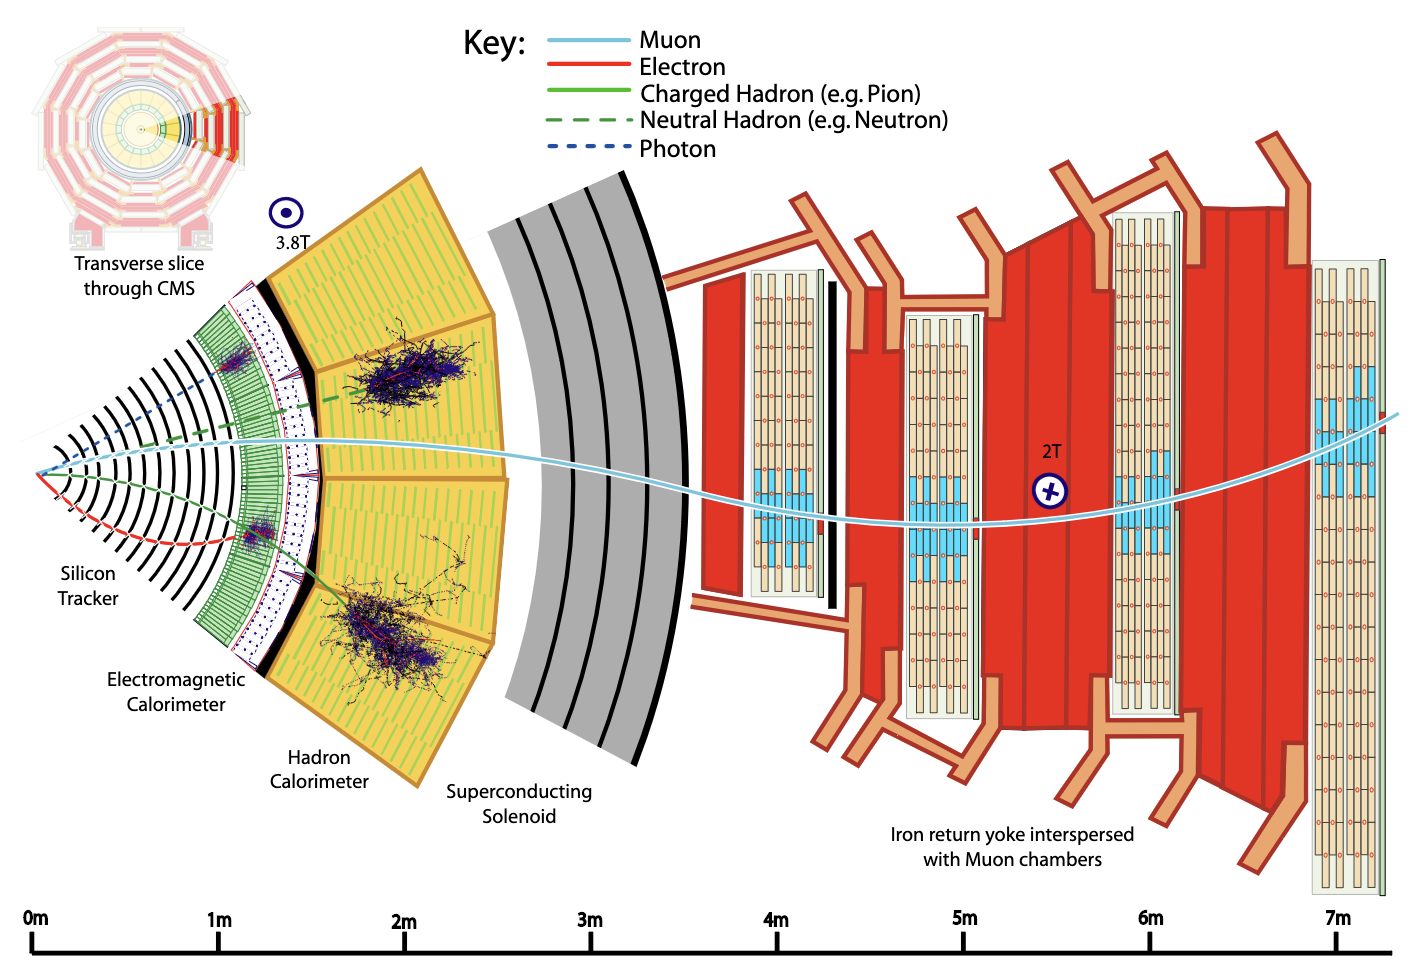 Key:
Muon
Electron
Charged Hadron (e.g. Pion)
Neutral Hadron (e.g. Neutron)
Photon
Transverse slice
through CMS
3.8T
2T
Silicon
Tracker
Electromagnetic
Calorimeter
Hadron
Calorimeter
Superconducting
Solenoid
Iron return yoke interspersed
with Muon chambers
0m 1m 2m 3m 4m 5m 6m 7m